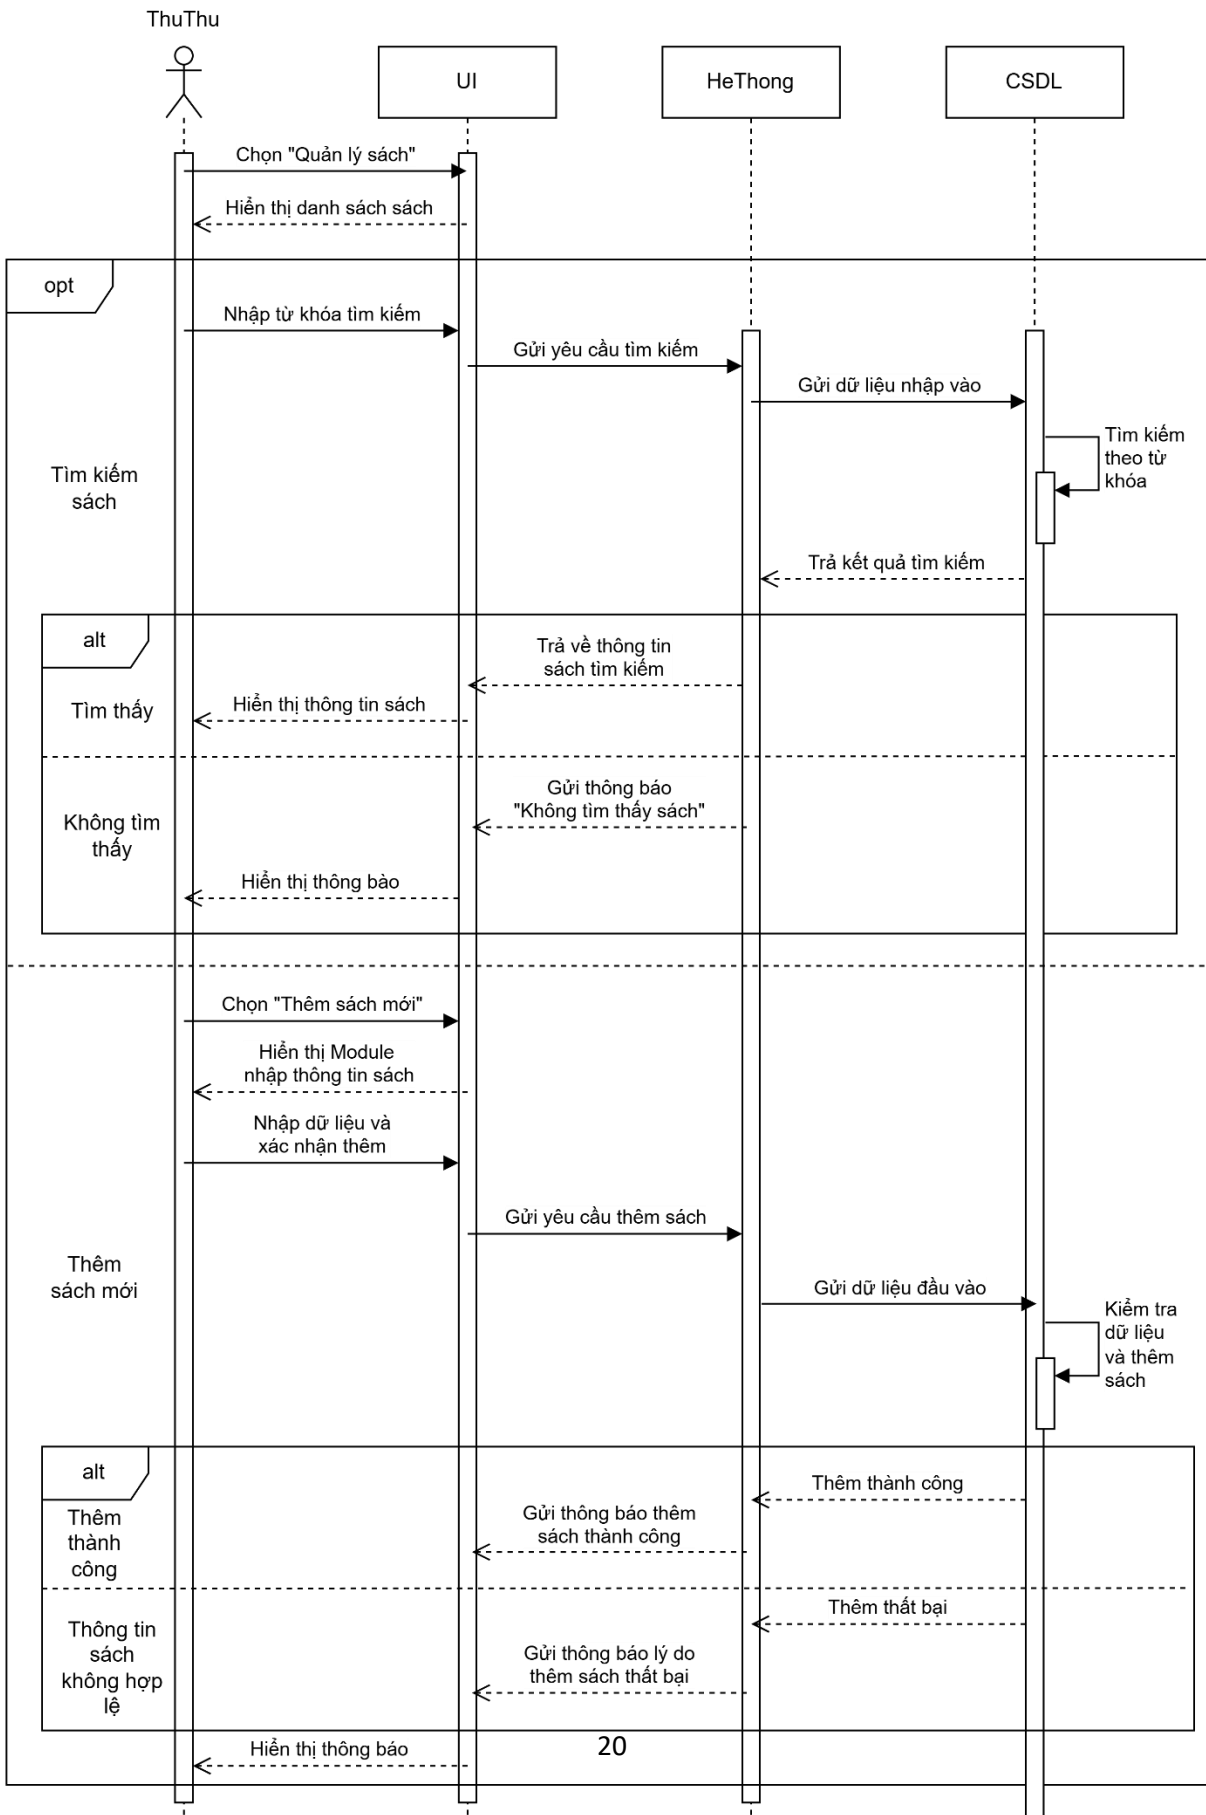 ThuThu
UI
HeThong
CSDL
Chọn "Quản lý sách"
Hiển thị danh sách sách
opt
Nhập từ khóa tìm kiếm
Gửi yêu cầu tìm kiếm
Gửi dữ liệu nhập vào
Tìm kiếm
theo từ
khóa
Tìm kiếm
sách
Trả kết quả tìm kiếm
alt
Trả về thông tin
sách tìm kiếm
Tìm thấy
Hiển thị thông tin sách
Gửi thông báo
"Không tìm thấy sách"
Không tìm
thấy
Hiển thị thông bào
Chọn "Thêm sách mới"
Hiển thị Module
nhập thông tin sách
Nhập dữ liệu và
xác nhận thêm
Gửi yêu cầu thêm sách
Thêm
sách mới
Gửi dữ liệu đầu vào
Kiểm tra
dữ liệu
và thêm
sách
alt
Thêm thành công
Thêm
thành
công
Gửi thông báo thêm
sách thành công
Thêm thất bại
Thông tin
sách
không hợp
lệ
Gửi thông báo lý do
thêm sách thất bại
Hiển thị thông báo
20